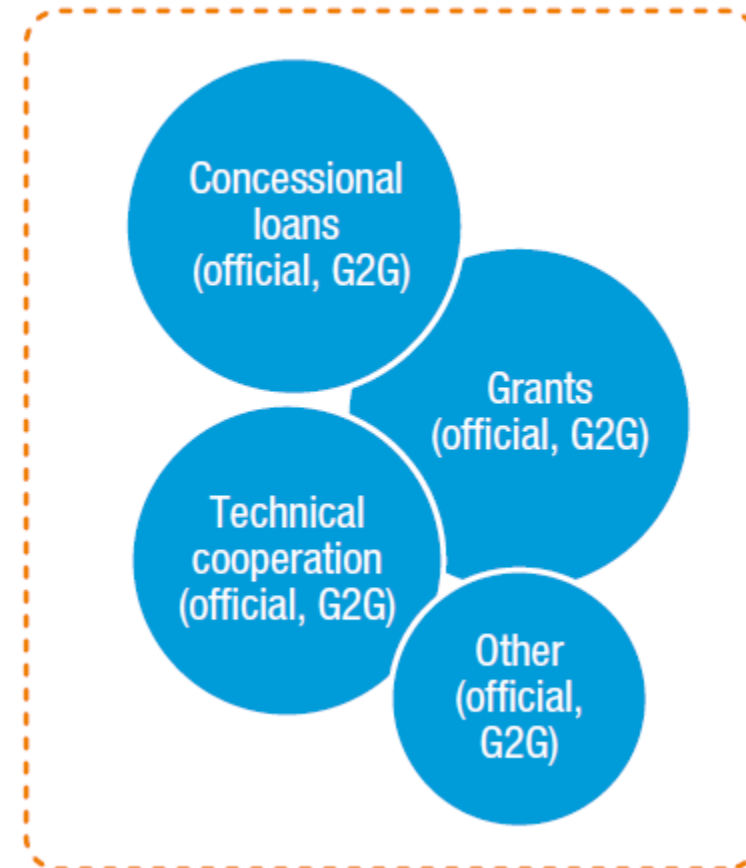 Concessional
loans
(official, G2G)
Grants
(official, G2G)
Technical
cooperation
(official, G2G)
Other
(official,
G2G)